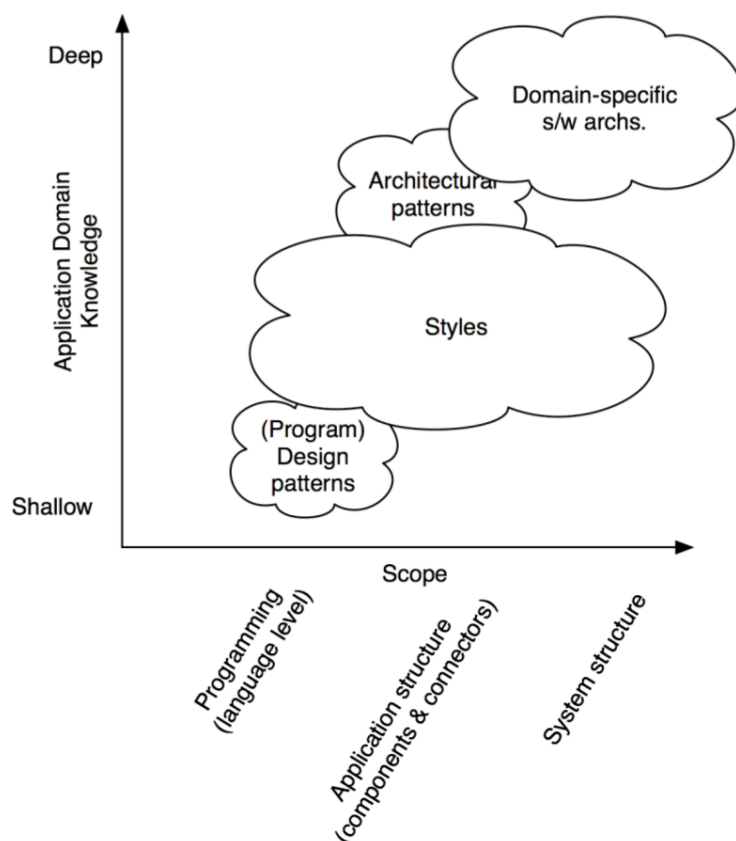 Deep
Domain-specific
s/w archs.
Architectural
patterns
Application Domain
Knowledge
Styles
(Program)
Design
patterns
Shallow
Scope
Programming
(language level)
Application structure
(components & connectors)
System structure